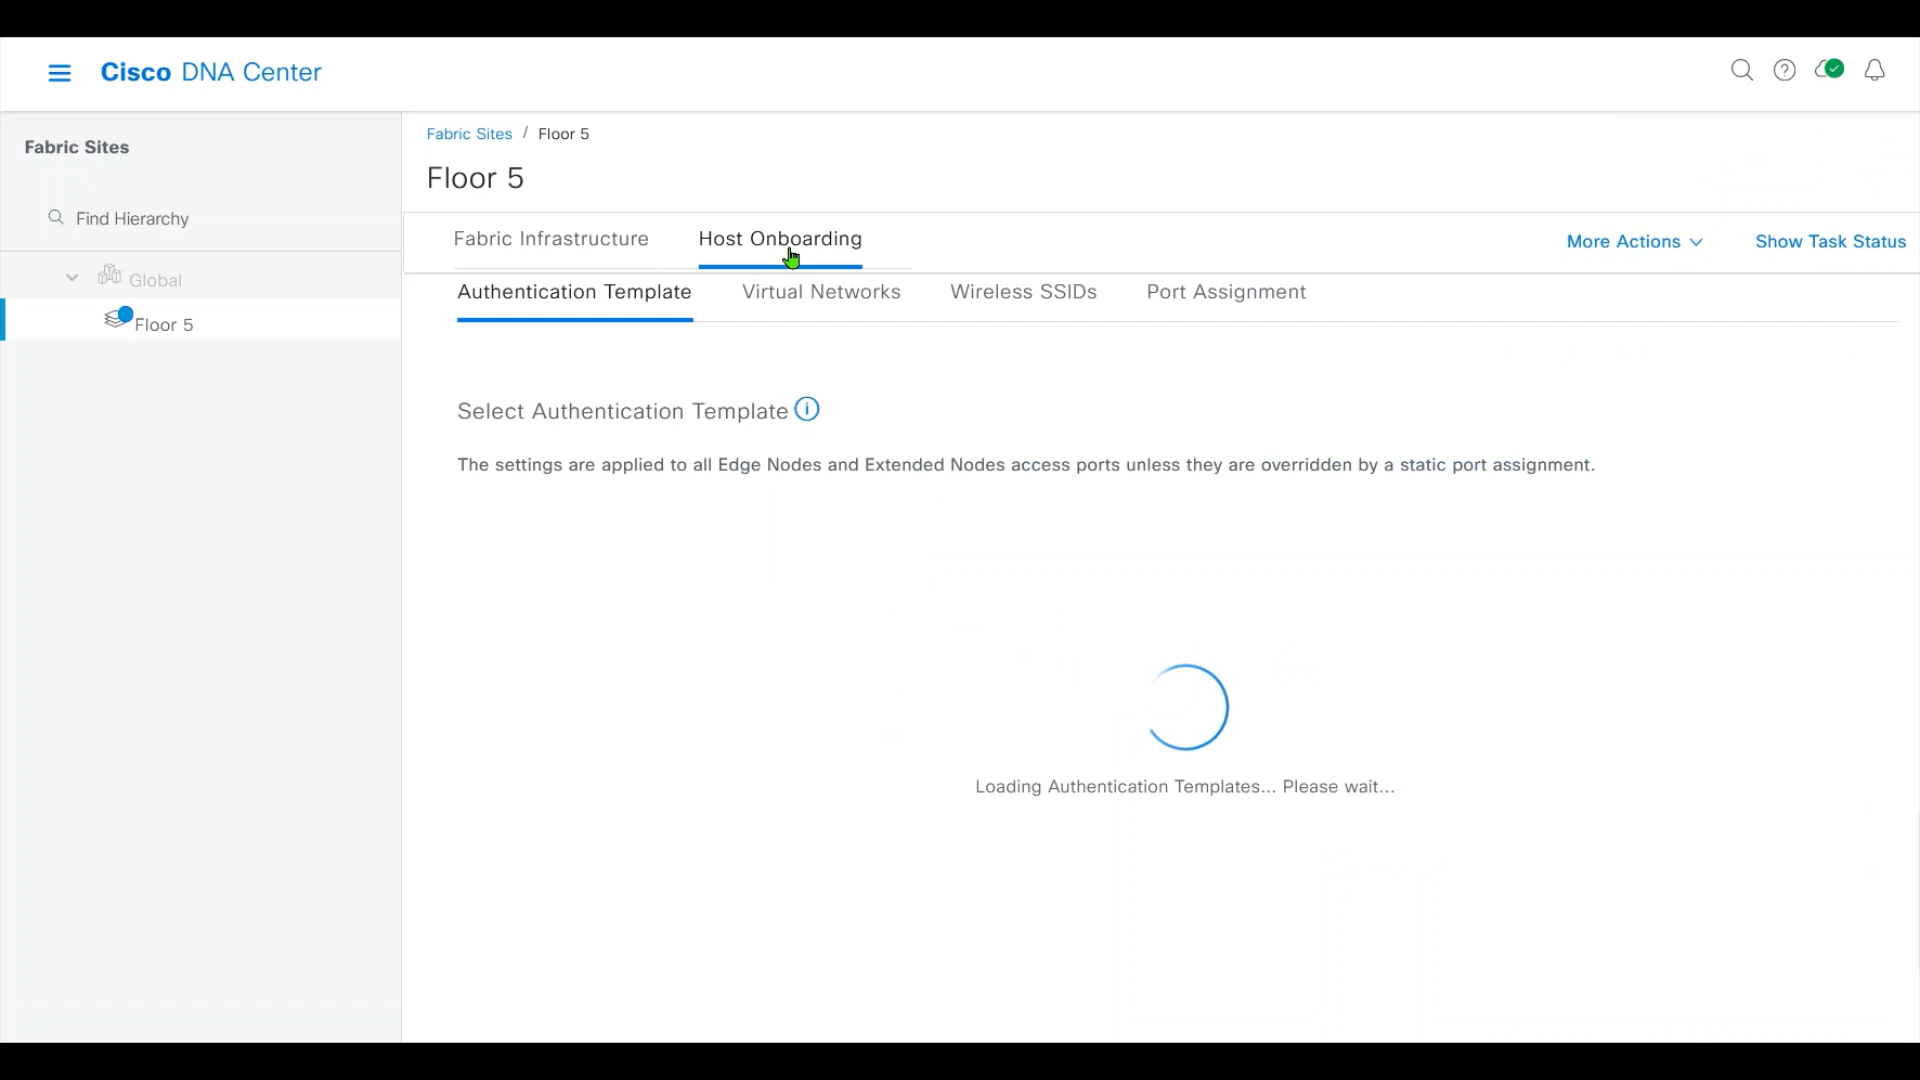 Cisco DNA Center
Fabric Sites
Find Hierarchy
Global
Floor 5
Fabric Sites / Floor 5
Floor 5
Fabric Infrastructure
Host Onboarding
More Actions
Show Task Status
Authentication Template
Virtual Networks
Wireless SSIDs
Port Assignment
Select Authentication Template
The settings are applied to all Edge Nodes and Extended Nodes access ports unless they are overridden by a static port assignment.
Loading Authentication Templates... Please wait...